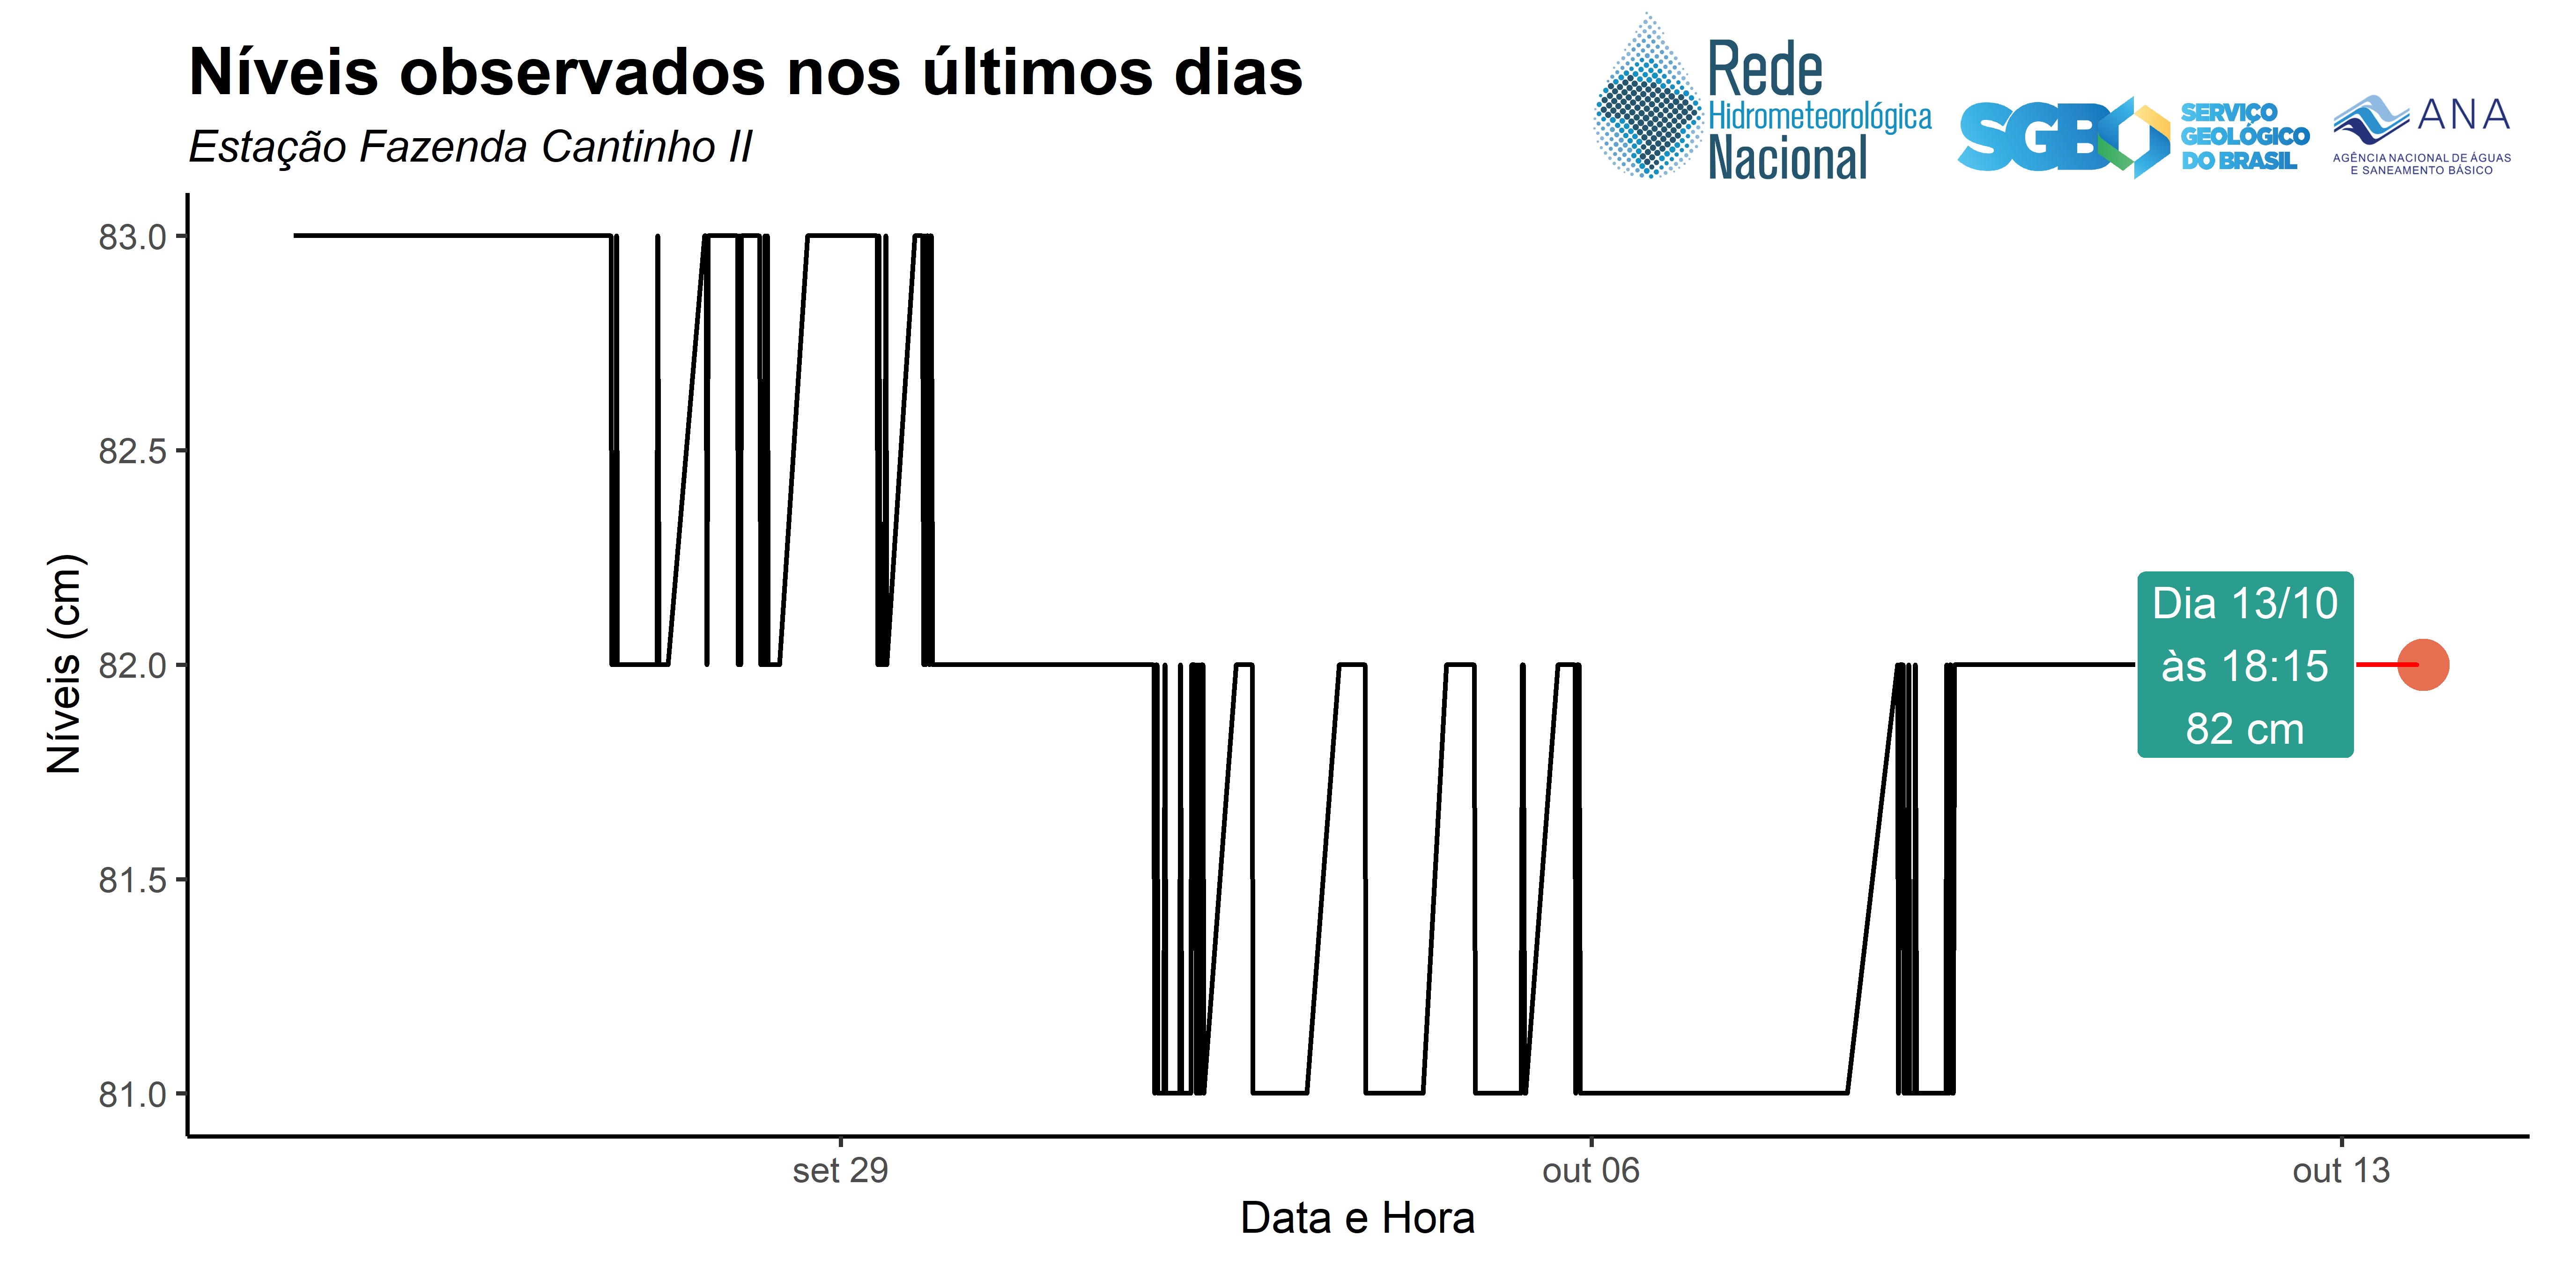 Níveis observados nos últimos dias
Estação Fazenda Cantinho II
Rede
Hidrometeorológica
Nacional
SGB
SERVIÇO
GEOLÓGICO
DO BRASIL
ANA
AGÊNCIA NACIONAL DE ÁGUAS
E SANEAMENTO BÁSICO
Níveis (cm)
83.0
82.5
82.0
81.5
81.0
Dia 13/10
às 18:15
82 cm
set 29
out 06
out 13
Data e Hora